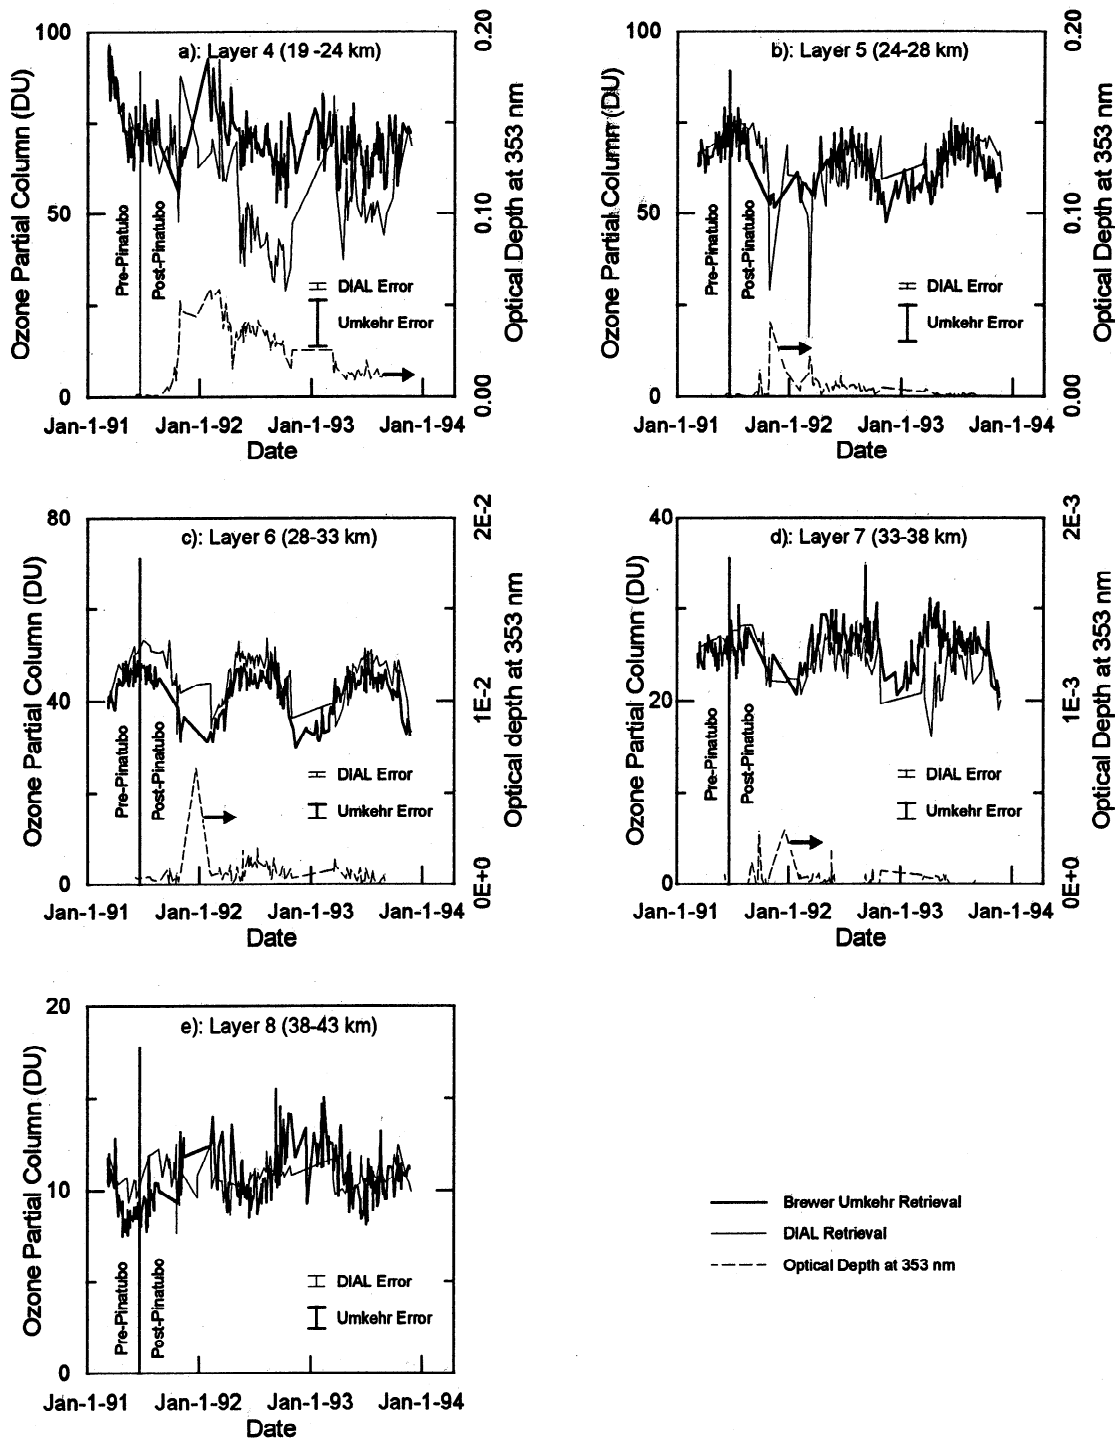 a): Layer 4 (19 -24 km)
Ozone Partial Column (DU)
100
50
0
0.20
0.10
0.00
Optical Depth at 353 nm
Pre-Pinatubo
Post-Pinatubo
DIAL Error
Umkehr Error
Jan-1-91 Jan-1-92 Jan-1-93 Jan-1-94
Date
b): Layer 5 (24-28 km)
Ozone Partial Column (DU)
100
50
0
0.20
0.10
0.00
Optical Depth at 353 nm
Pre-Pinatubo
Post-Pinatubo
DIAL Error
Umkehr Error
Jan-1-91 Jan-1-92 Jan-1-93 Jan-1-94
Date
c): Layer 6 (28-33 km)
Ozone Partial Column (DU)
80
40
0
2E-2
1E-2
0E+0
Optical depth at 353 nm
Pre-Pinatubo
Post-Pinatubo
DIAL Error
Umkehr Error
Jan-1-91 Jan-1-92 Jan-1-93 Jan-1-94
Date
d): Layer 7 (33-38 km)
Ozone Partial Column (DU)
40
20
0
2E-3
1E-3
0E+0
Optical Depth at 353 nm
Pre-Pinatubo
Post-Pinatubo
DIAL Error
Umkehr Error
Jan-1-91 Jan-1-92 Jan-1-93 Jan-1-94
Date
e): Layer 8 (38-43 km)
Ozone Partial Column (DU)
20
10
0
Pre-Pinatubo
Post-Pinatubo
DIAL Error
Umkehr Error
Jan-1-91 Jan-1-92 Jan-1-93 Jan-1-94
Date
Brewer Umkehr Retrieval
DIAL Retrieval
Optical Depth at 353 nm